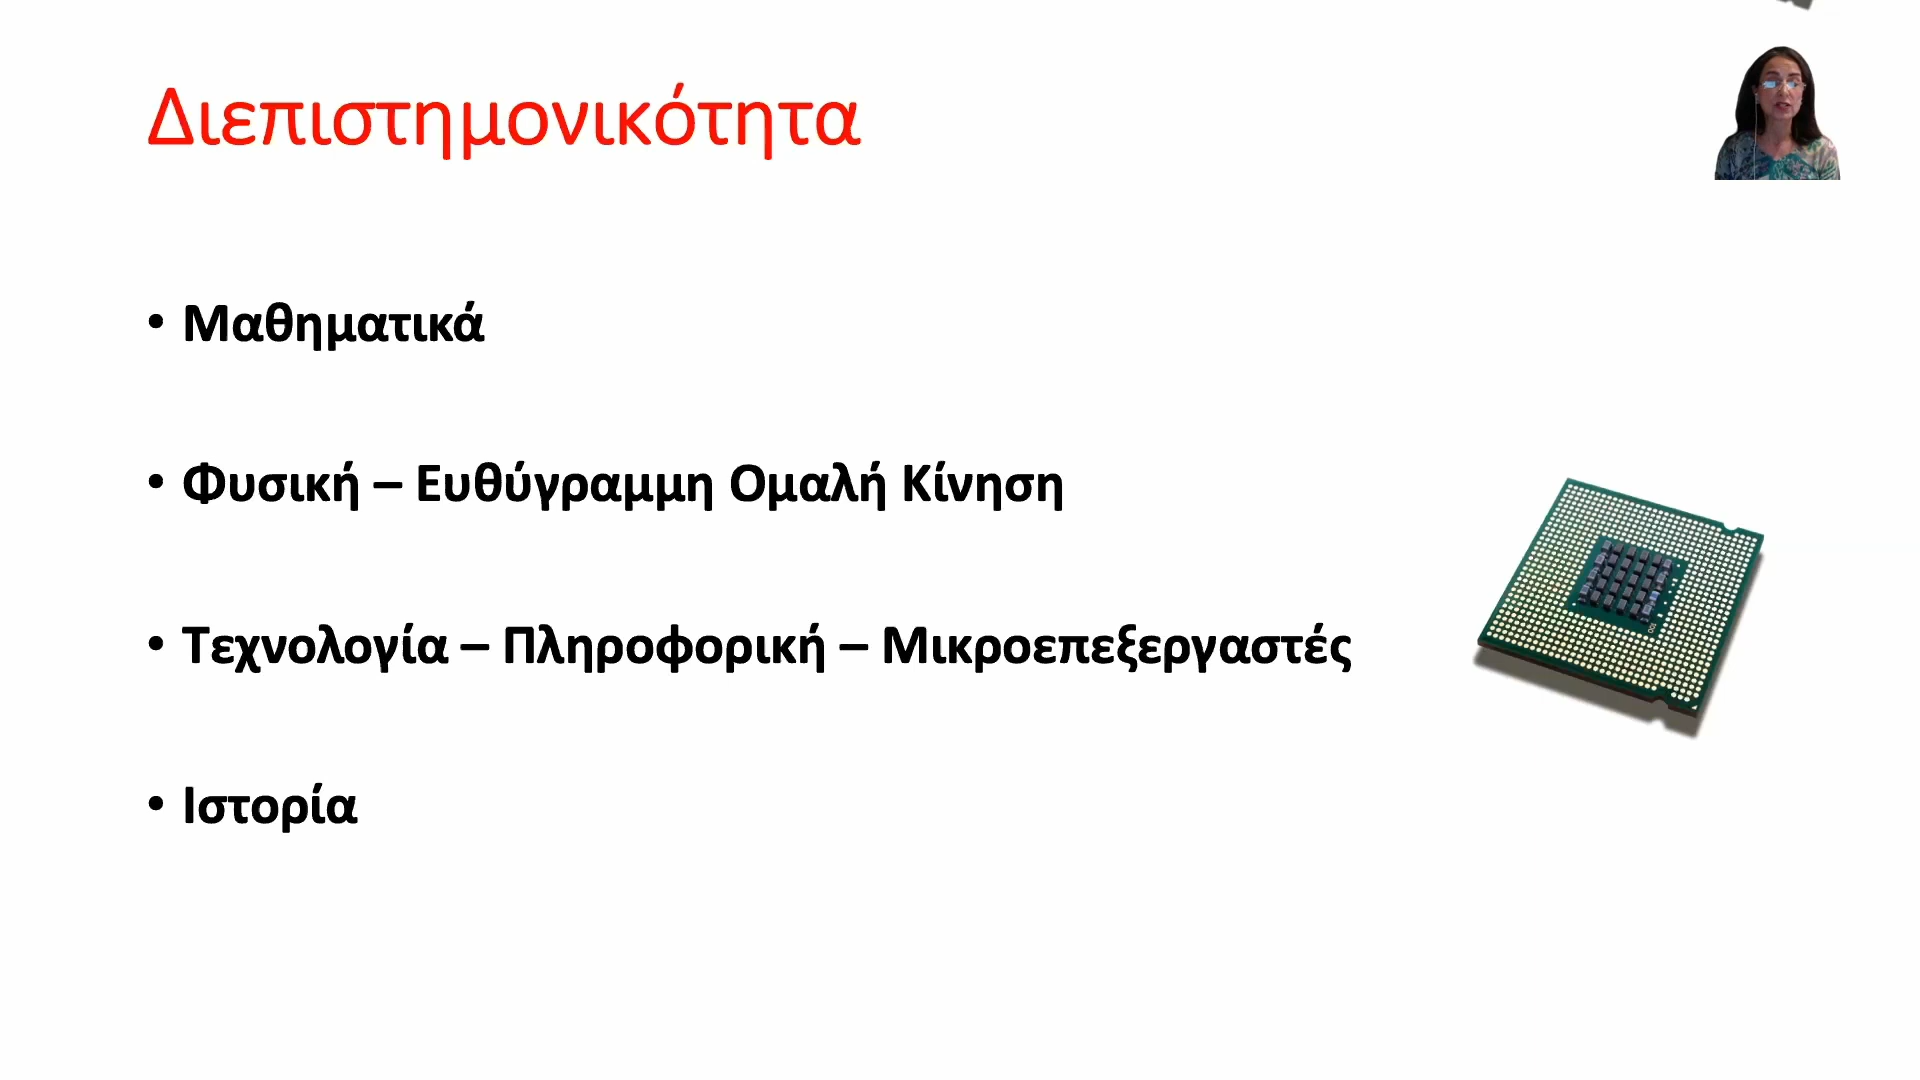 Διεπιστημονικότητα
• Μαθηματικά
• Φυσική – Ευθύγραμμη Ομαλή Κίνηση
• Τεχνολογία – Πληροφορική – Μικροεπεξεργαστές
• Ιστορία